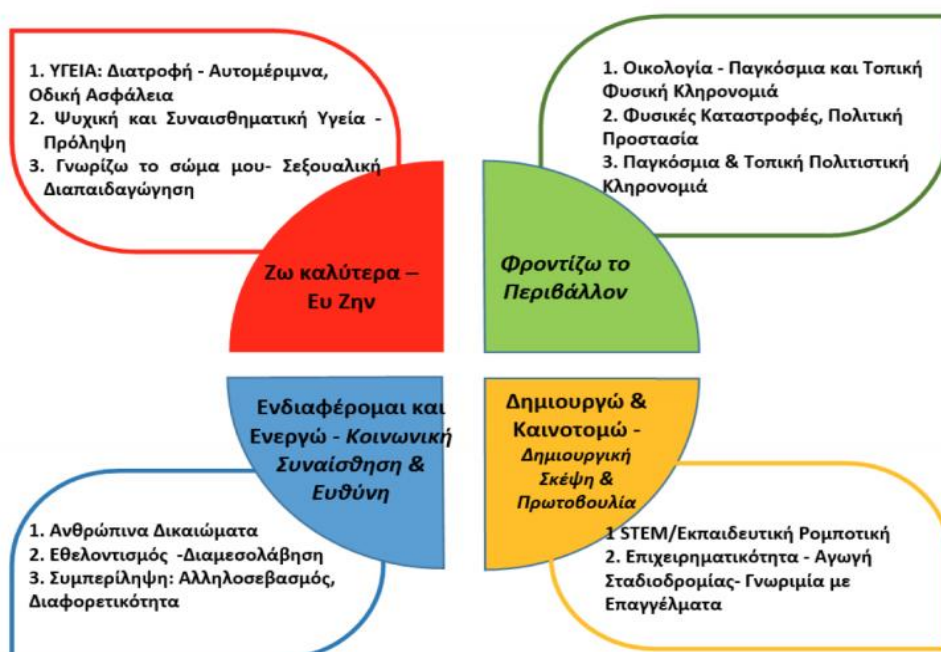 1. ΥΓΕΙΑ: Διατροφή - Αυτομέριμνα,
Οδική Ασφάλεια
2. Ψυχική και Συναισθηματική Υγεία -
Πρόληψη
3. Γνωρίζω το σώμα μου- Σεξουαλική
Διαπαιδαγώγηση
1. Οικολογία - Παγκόσμια και Τοπική
Φυσική Κληρονομιά
2. Φυσικές Καταστροφές, Πολιτική
Προστασία
3. Παγκόσμια & Τοπική Πολιτιστική
Κληρονομιά
Ζω καλύτερα –
Ευ Ζην
Φροντίζω το
Περιβάλλον
Ενδιαφέρομαι και
Ενεργώ - Κοινωνική
Συναίσθηση &
Ευθύνη
Δημιουργώ &
Καινοτομώ -
Δημιουργική
Σκέψη &
Πρωτοβουλία
1. Ανθρώπινα Δικαιώματα
2. Εθελοντισμός -Διαμεσολάβηση
3. Συμπερίληψη: Αλληλοσεβασμός,
Διαφορετικότητα
1 STEM/Εκπαιδευτική Ρομποτική
2. Επιχειρηματικότητα - Αγωγή
Σταδιοδρομίας- Γνωριμία με
Επαγγέλματα